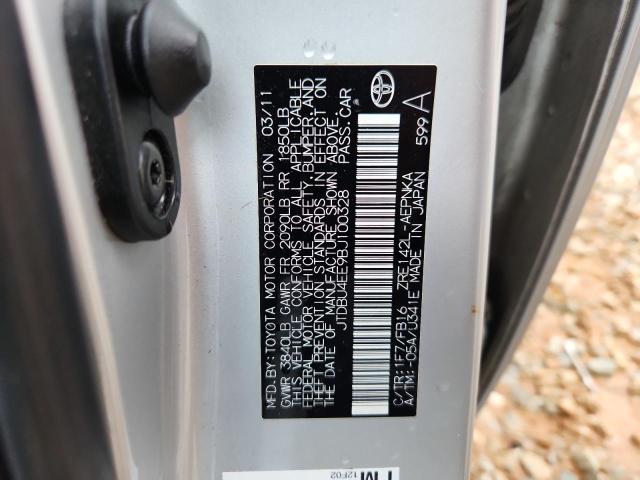 MFD.BY:TOYOTA MOTOR CORPORATION 03/11
GVWR 3840LB GAWR FR 2090LB RR 1850LB
THIS VEHICLE CONFORMS TO ALL APPLICABLE
FEDERAL MOTOR VEHICLE SAFETY, BUMPER, AND
THEFT PREVENTION STANDARDS IN EFFECT ON
THE DATE OF MANUFACTURE SHOWN ABOVE.
JTDBU4EE9BJ100328 PASS.CAR
C/TR:1F7/FB16 ZRE142L-AEPNKA
A/TM:-05A/U341E MADE IN JAPAN
599 A
12F02